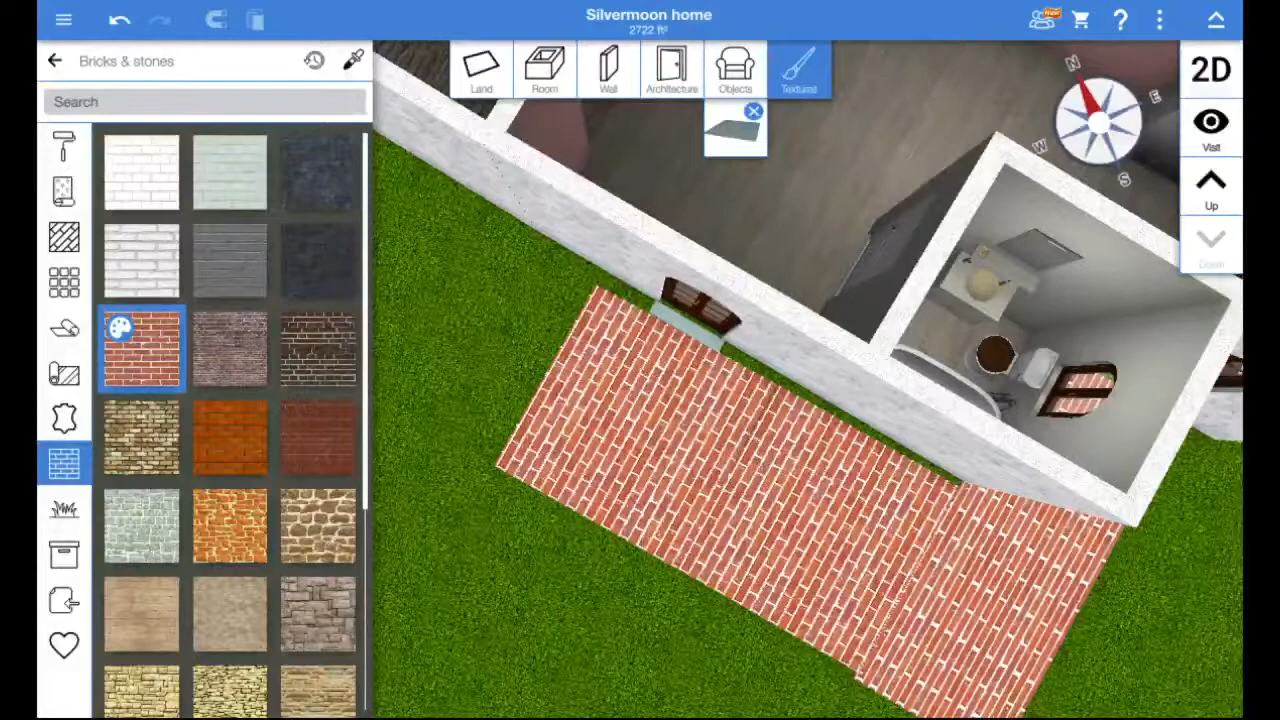 Silvermoon home
2722 ft²
Bricks & stones
Search
Land
Room
Wall
Architecture
Objects
Textures
N
E
S
W
2D
Visit
Up
Down